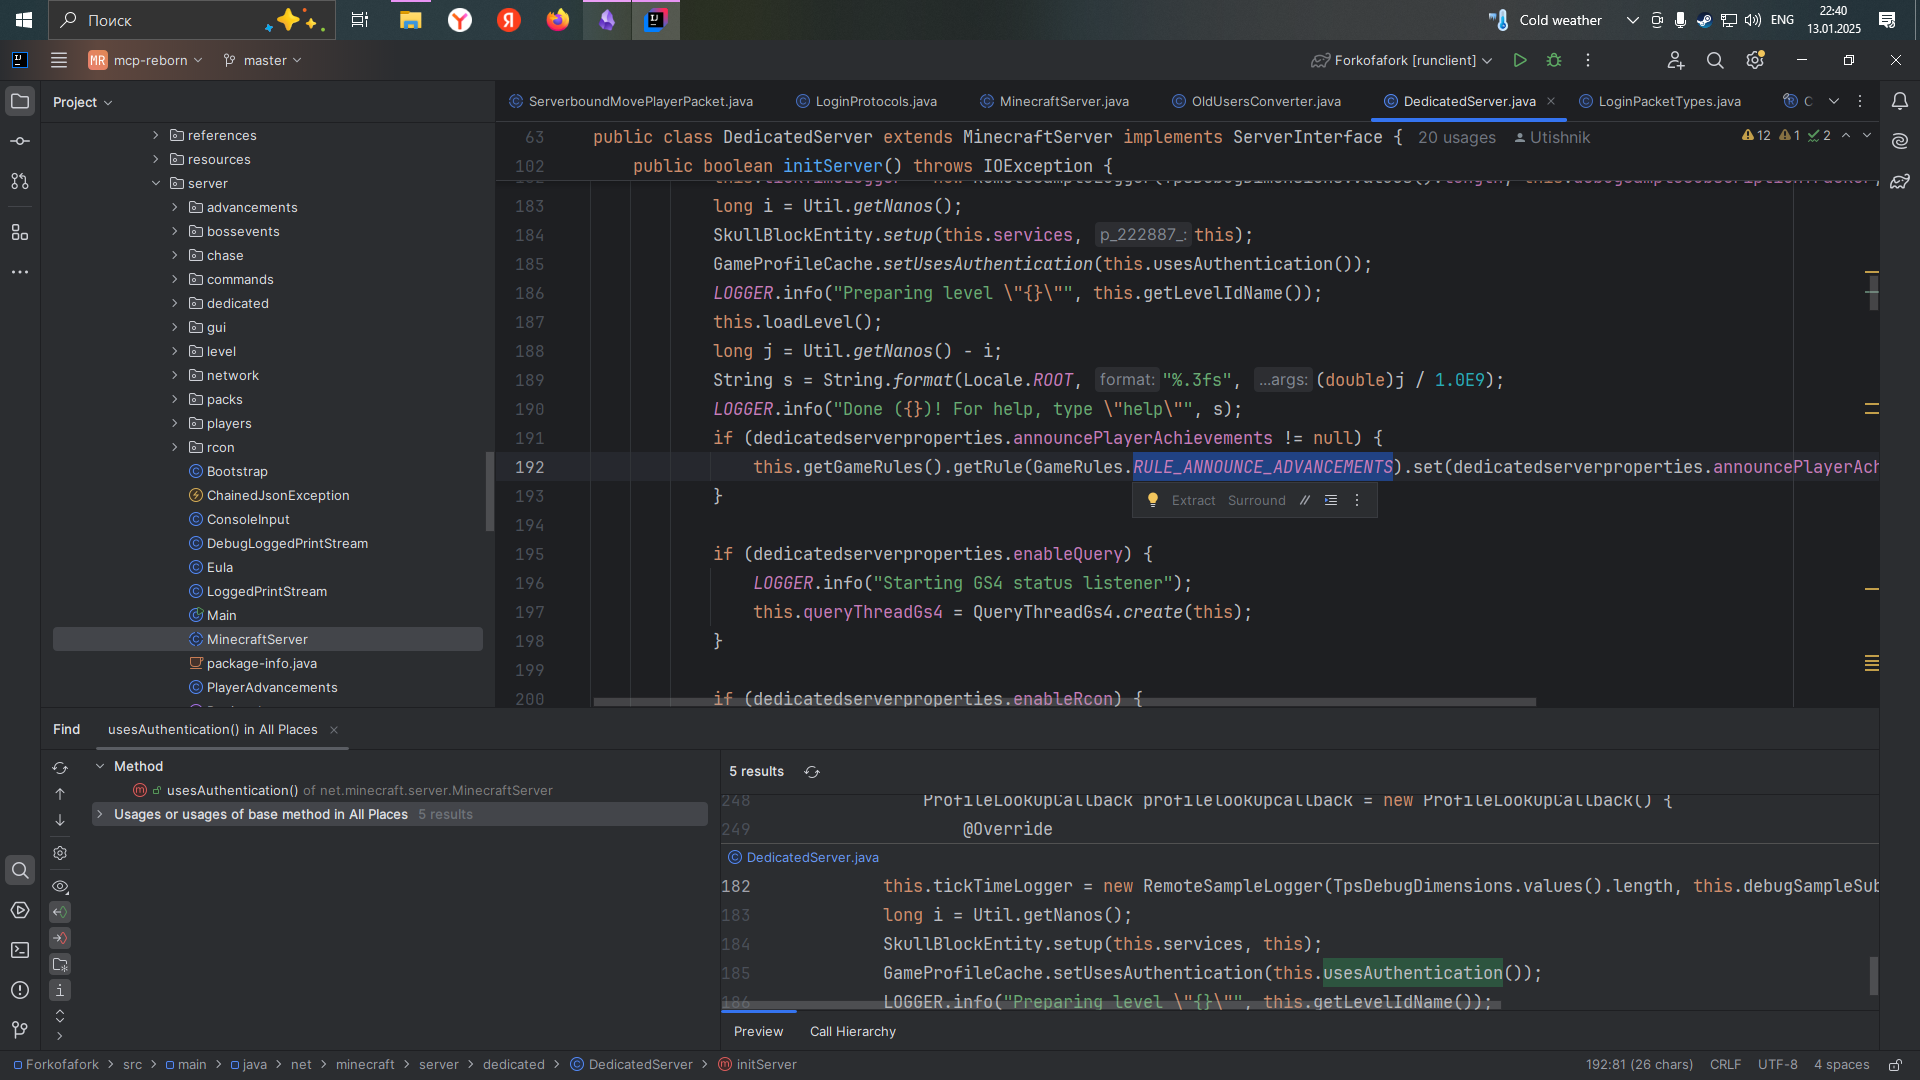 Поиск
Cold weather
ENG
22:40
13.01.2025
MR mcp-reborn
master
Forkofafork [runclient]
Project
ServerboundMovePlayerPacket.java
LoginProtocols.java
MinecraftServer.java
OldUsersConverter.java
DedicatedServer.java
LoginPacketTypes.java
references
resources
server
advancements
bossevents
chase
commands
dedicated
gui
level
network
packs
players
rcon
Bootstrap
ChainedJsonException
ConsoleInput
DebugLoggedPrintStream
Eula
LoggedPrintStream
Main
MinecraftServer
package-info.java
PlayerAdvancements
63 public class DedicatedServer extends MinecraftServer implements ServerInterface { 20 usages Utishnik
12 1 2
102 public boolean initServer() throws IOException {
183 long i = Util.getNanos();
184 SkullBlockEntity.setup(this.services, p_222887_: this);
185 GameProfileCache.setUsesAuthentication(this.usesAuthentication());
186 LOGGER.info("Preparing level \"{}\"", this.getLevelIdName());
187 this.loadLevel();
188 long j = Util.getNanos() - i;
189 String s = String.format(Locale.ROOT, format: "%.3fs", ...args: (double)j / 1.0E9);
190 LOGGER.info("Done ({})! For help, type \"help\"", s);
191 if (dedicatedserverproperties.announcePlayerAchievements != null) {
192 this.getGameRules().getRule(GameRules.RULE_ANNOUNCE_ADVANCEMENTS).set(dedicatedserverproperties.announcePlayerAch
193 }
Extract Surround //
194
195 if (dedicatedserverproperties.enableQuery) {
196 LOGGER.info("Starting GS4 status listener");
197 this.queryThreadGs4 = QueryThreadGs4.create(this);
198 }
199
200 if (dedicatedserverproperties.enableRcon) {
Find
usesAuthentication() in All Places
Method
usesAuthentication() of net.minecraft.server.MinecraftServer
Usages or usages of base method in All Places 5 results
5 results
248 ProfileLookupCallback profilelookupcallback = new ProfileLookupCallback() {
249 @Override
DedicatedServer.java
182 this.tickTimeLogger = new RemoteSampleLogger(TpsDebugDimensions.values().length, this.debugSampleSub
183 long i = Util.getNanos();
184 SkullBlockEntity.setup(this.services, this);
185 GameProfileCache.setUsesAuthentication(this.usesAuthentication());
186 LOGGER.info("Preparing level \"{}\"", this.getLevelIdName());
Preview
Call Hierarchy
Forkofafork > src > main > java > net > minecraft > server > dedicated > DedicatedServer > initServer
192:81 (26 chars)
CRLF
UTF-8
4 spaces